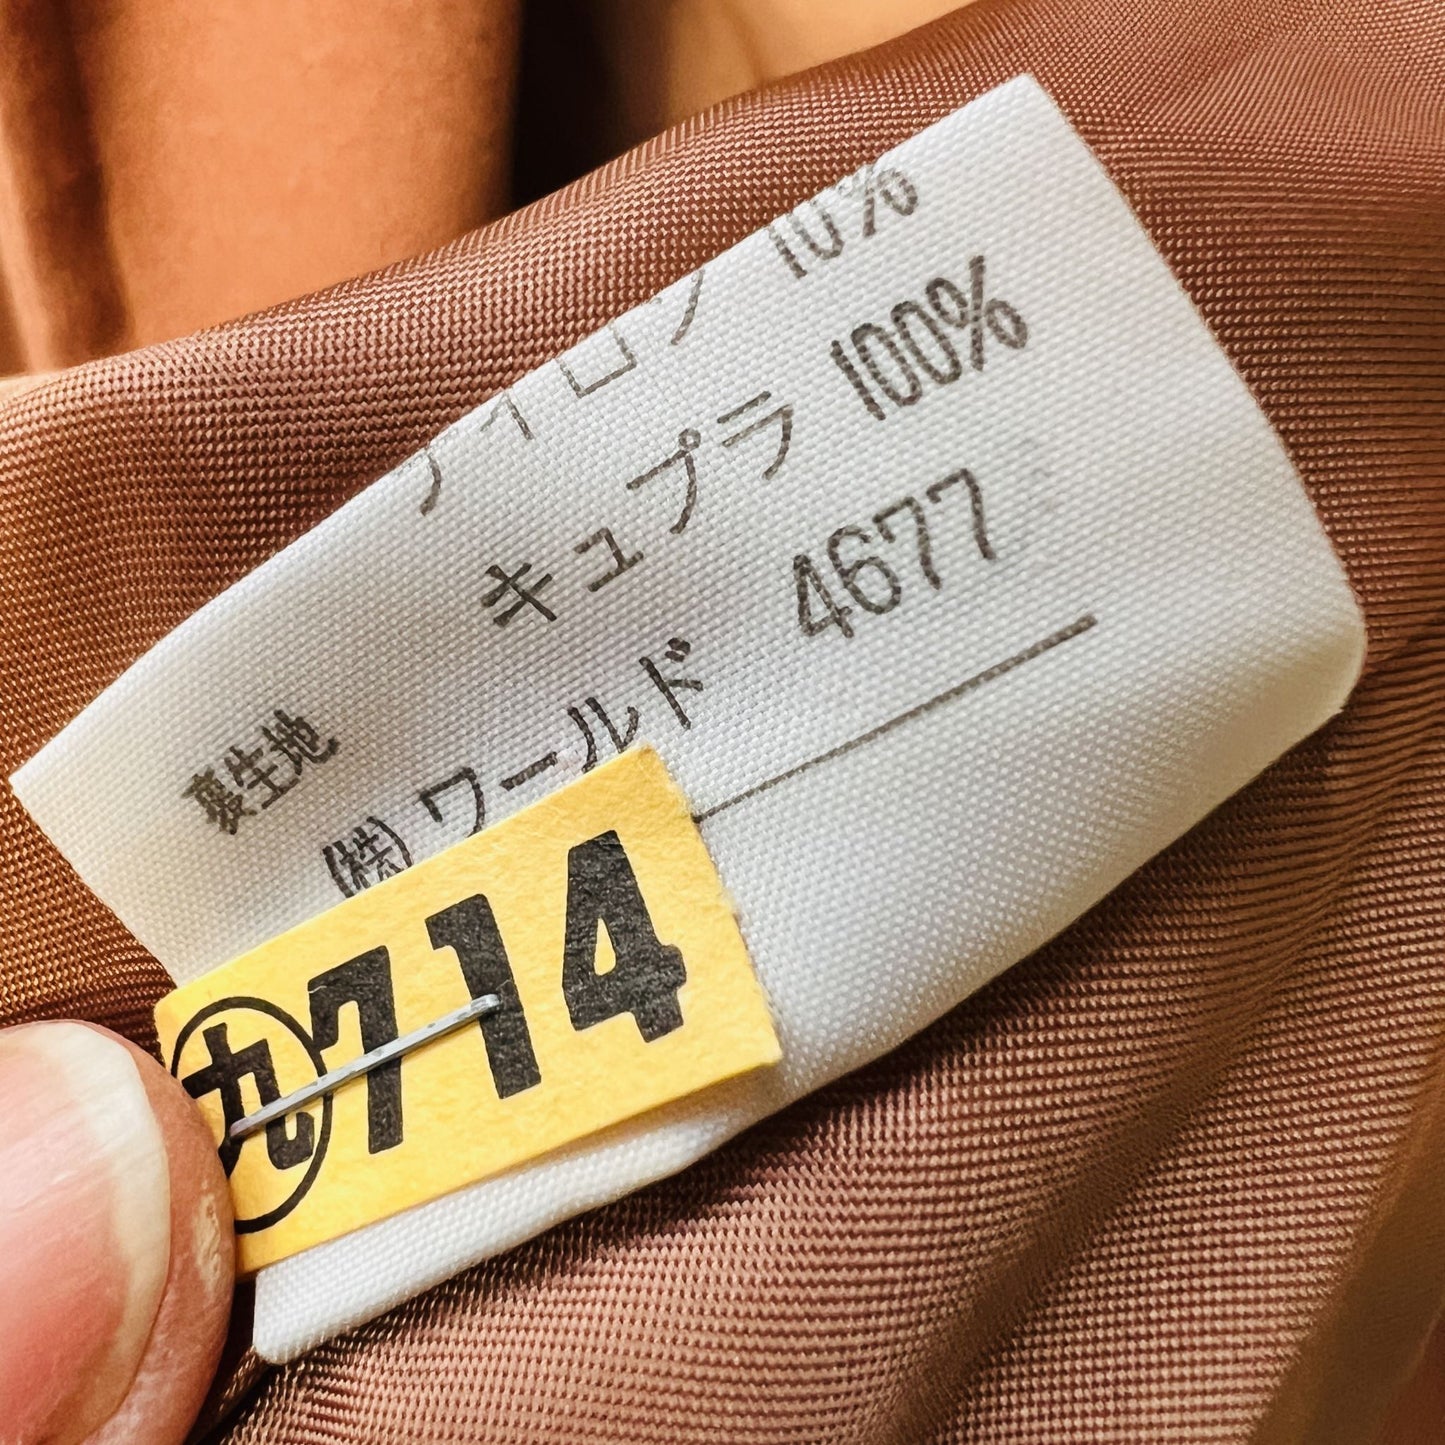 ナイロン 10%
裏生地 キュプラ 100%
㈱ワールド 4677
九 714